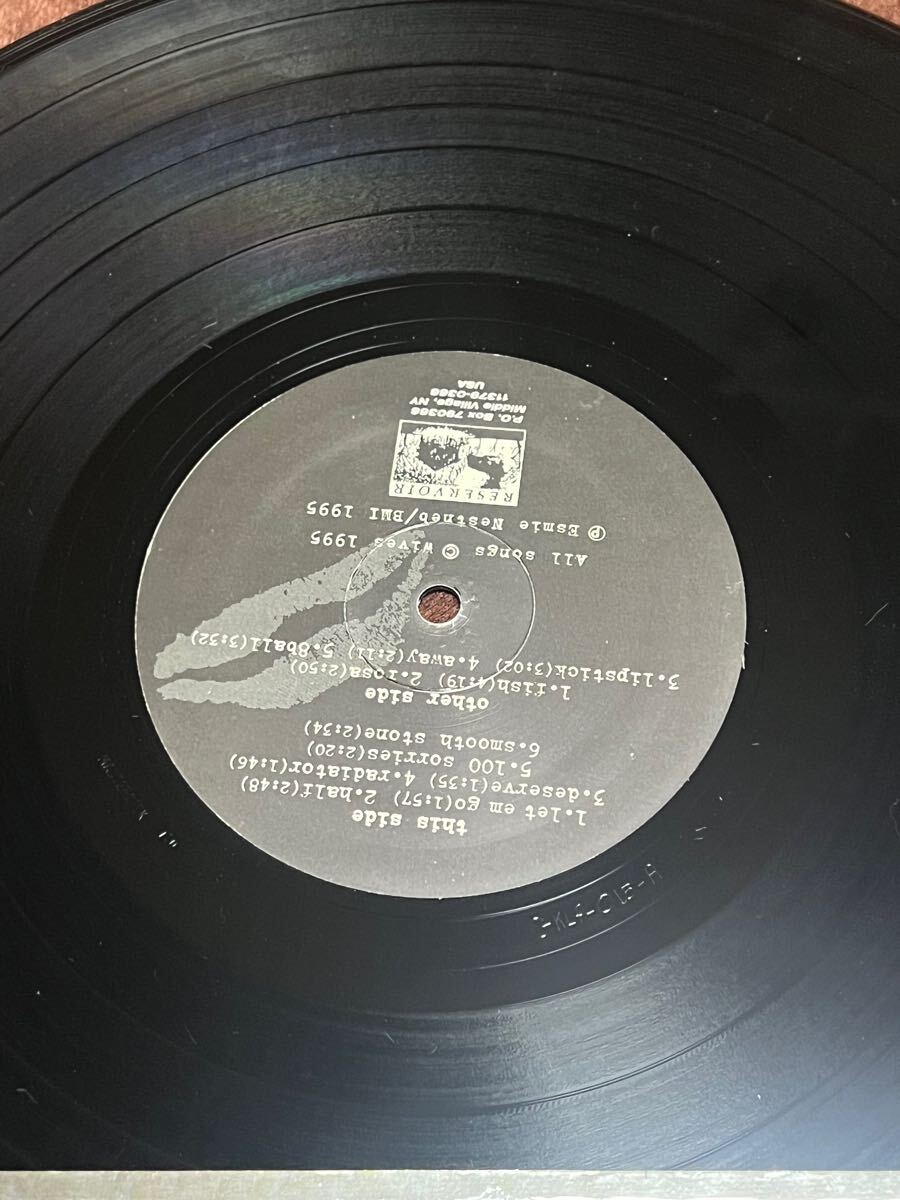 this side
1.let em go(1:57) 2.half(2:48)
3.deserve(1:35) 4.radiator(1:46)
5.100 sorries(2:20)
6.smooth stone(2:34)
other side
1.fish(4:19) 2.rosa(2:50)
3.lipstick(3:02) 4.away(2:11) 5.8ball(3:32)
All songs © Wives 1995
℗ Esmie Nestneb/BMI 1995
RESERVOIR
P.O. Box 790366
Middle Village, NY
11379-0366
USA